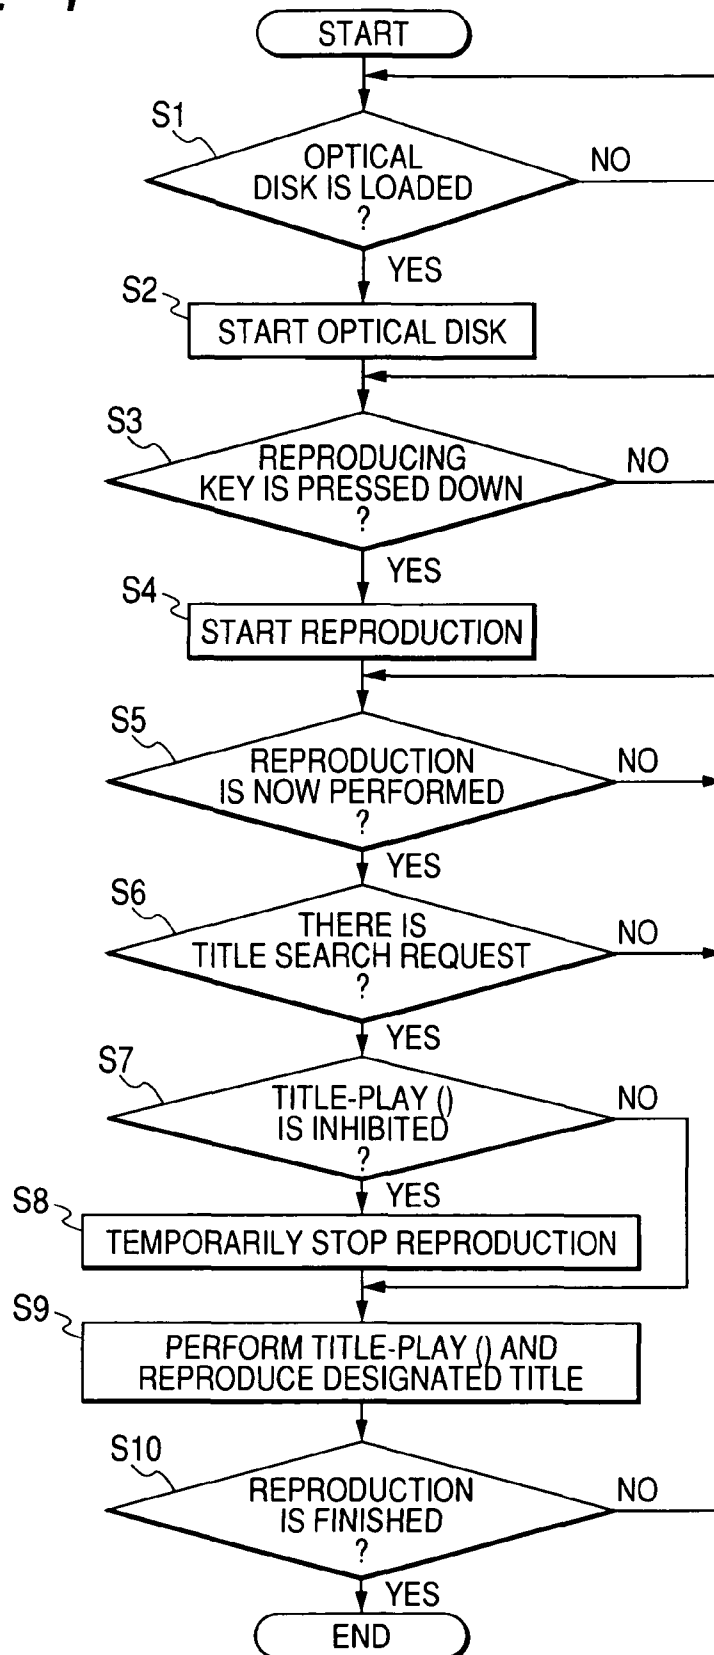 START
S1
OPTICAL
DISK IS LOADED
?
NO
YES
S2
START OPTICAL DISK
S3
REPRODUCING
KEY IS PRESSED DOWN
?
NO
YES
S4
START REPRODUCTION
S5
REPRODUCTION
IS NOW PERFORMED
?
NO
YES
S6
THERE IS
TITLE SEARCH REQUEST
?
NO
YES
S7
TITLE-PLAY ()
IS INHIBITED
?
NO
YES
S8
TEMPORARILY STOP REPRODUCTION
S9
PERFORM TITLE-PLAY () AND
REPRODUCE DESIGNATED TITLE
S10
REPRODUCTION
IS FINISHED
?
NO
YES
END